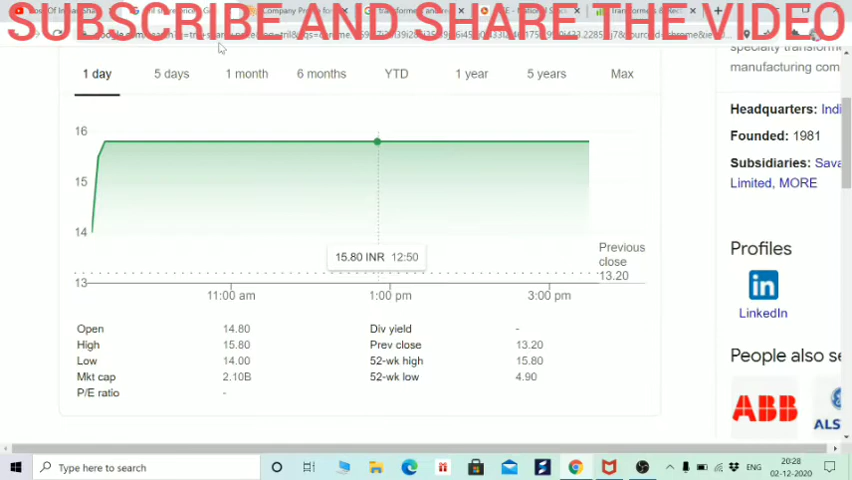 SUBSCRIBE AND SHARE THE VIDEO
specialty transforme
manufacturing com
1 day 5 days 1 month 6 months YTD 1 year 5 years Max
Headquarters: Indi
Founded: 1981
Subsidiaries: Sava
Limited, MORE
16
15
14
13
15.80 INR 12:50
Previous
close
13.20
11:00 am 1:00 pm 3:00 pm
Profiles
LinkedIn
Open 14.80 Div yield -
High 15.80 Prev close 13.20
Low 14.00 52-wk high 15.80
Mkt cap 2.10B 52-wk low 4.90
P/E ratio -
People also se
ABB
ALS
Type here to search
ENG
20:28
02-12-2020